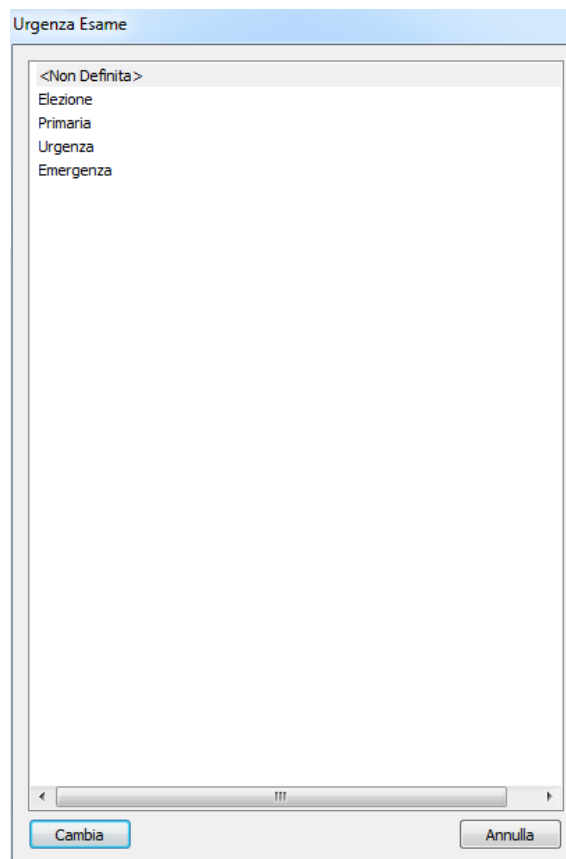 Urgenza Esame
<Non Definita>
Elezione
Primaria
Urgenza
Emergenza
Cambia
Annulla